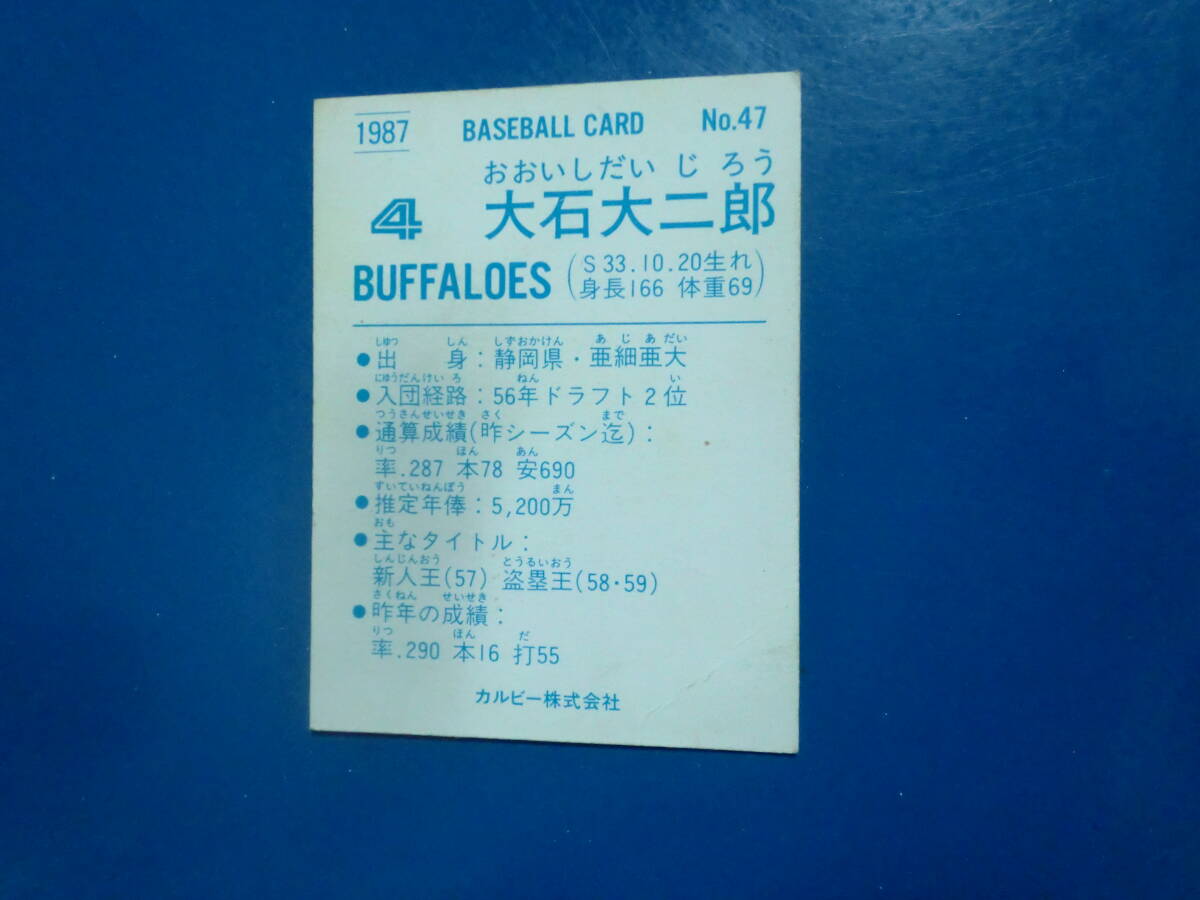 1987 BASEBALL CARD No.47
おおいしだいじろう
4 大石大二郎
BUFFALOES (S33.10.20生れ
身長166 体重69)
しゅつ しん しずおかけん あじあだい
●出 身:静岡県・亜細亜大
にゅうだんけいろ ねん い
●入団経路:56年ドラフト2位
つうさんせいせき さく まで
●通算成績(昨シーズン迄):
りつ ほん あん
率.287 本78 安690
すいていねんぽう まん
●推定年俸:5,200万
おも
●主なタイトル:
しんじんおう とうるいおう
新人王(57) 盗塁王(58・59)
さくねん せいせき
●昨年の成績:
りつ ほん だ
率.290 本16 打55
カルビー株式会社